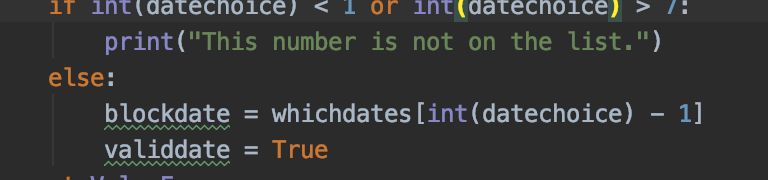 if int(datechoice) < 1 or int(datechoice) > 7:
print("This number is not on the list.")
else:
blockdate = whichdates[int(datechoice) - 1]
validdate = True